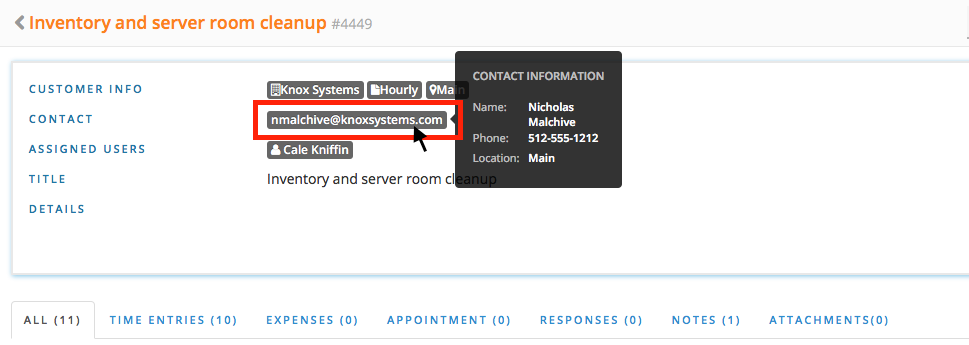 Inventory and server room cleanup #4449
CUSTOMER INFO
Knox Systems Hourly Main
CONTACT
nmalchive@knoxsystems.com
ASSIGNED USERS
Cale Kniffin
TITLE
Inventory and server room cleanup
DETAILS
CONTACT INFORMATION
Name: Nicholas
Malchive
Phone: 512-555-1212
Location: Main
ALL (11) TIME ENTRIES (10) EXPENSES (0) APPOINTMENT (0) RESPONSES (0) NOTES (1) ATTACHMENTS(0)